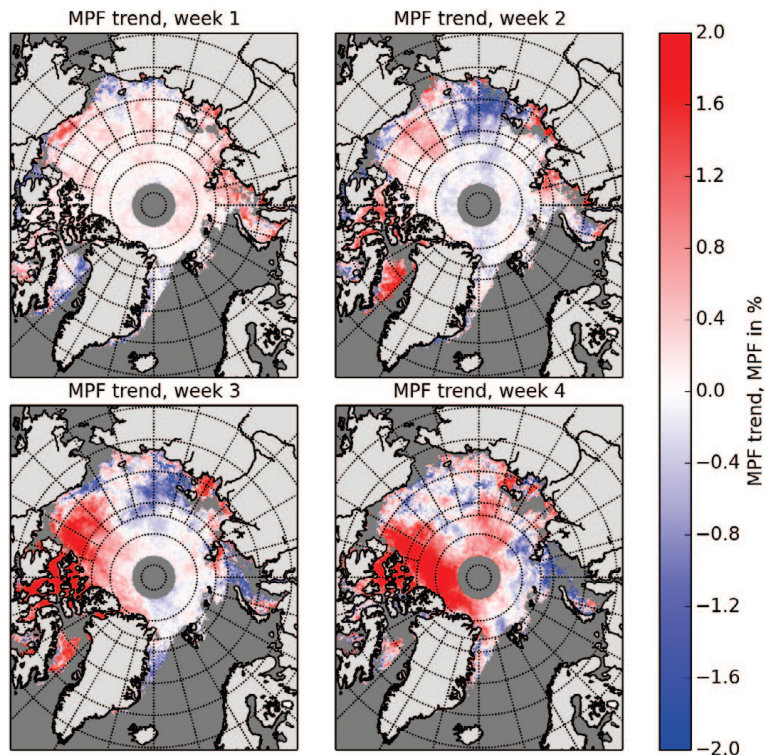 MPF trend, week 1
MPF trend, week 2
MPF trend, week 3
MPF trend, week 4
2.0
1.6
1.2
0.8
0.4
0.0
−0.4
−0.8
−1.2
−1.6
−2.0
MPF trend, MPF in %